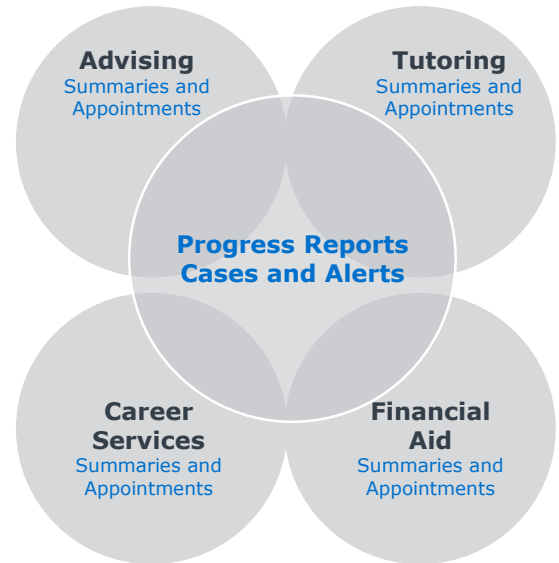 Advising
Summaries and
Appointments
Tutoring
Summaries and
Appointments
Progress Reports
Cases and Alerts
Career
Services
Summaries and
Appointments
Financial
Aid
Summaries and
Appointments